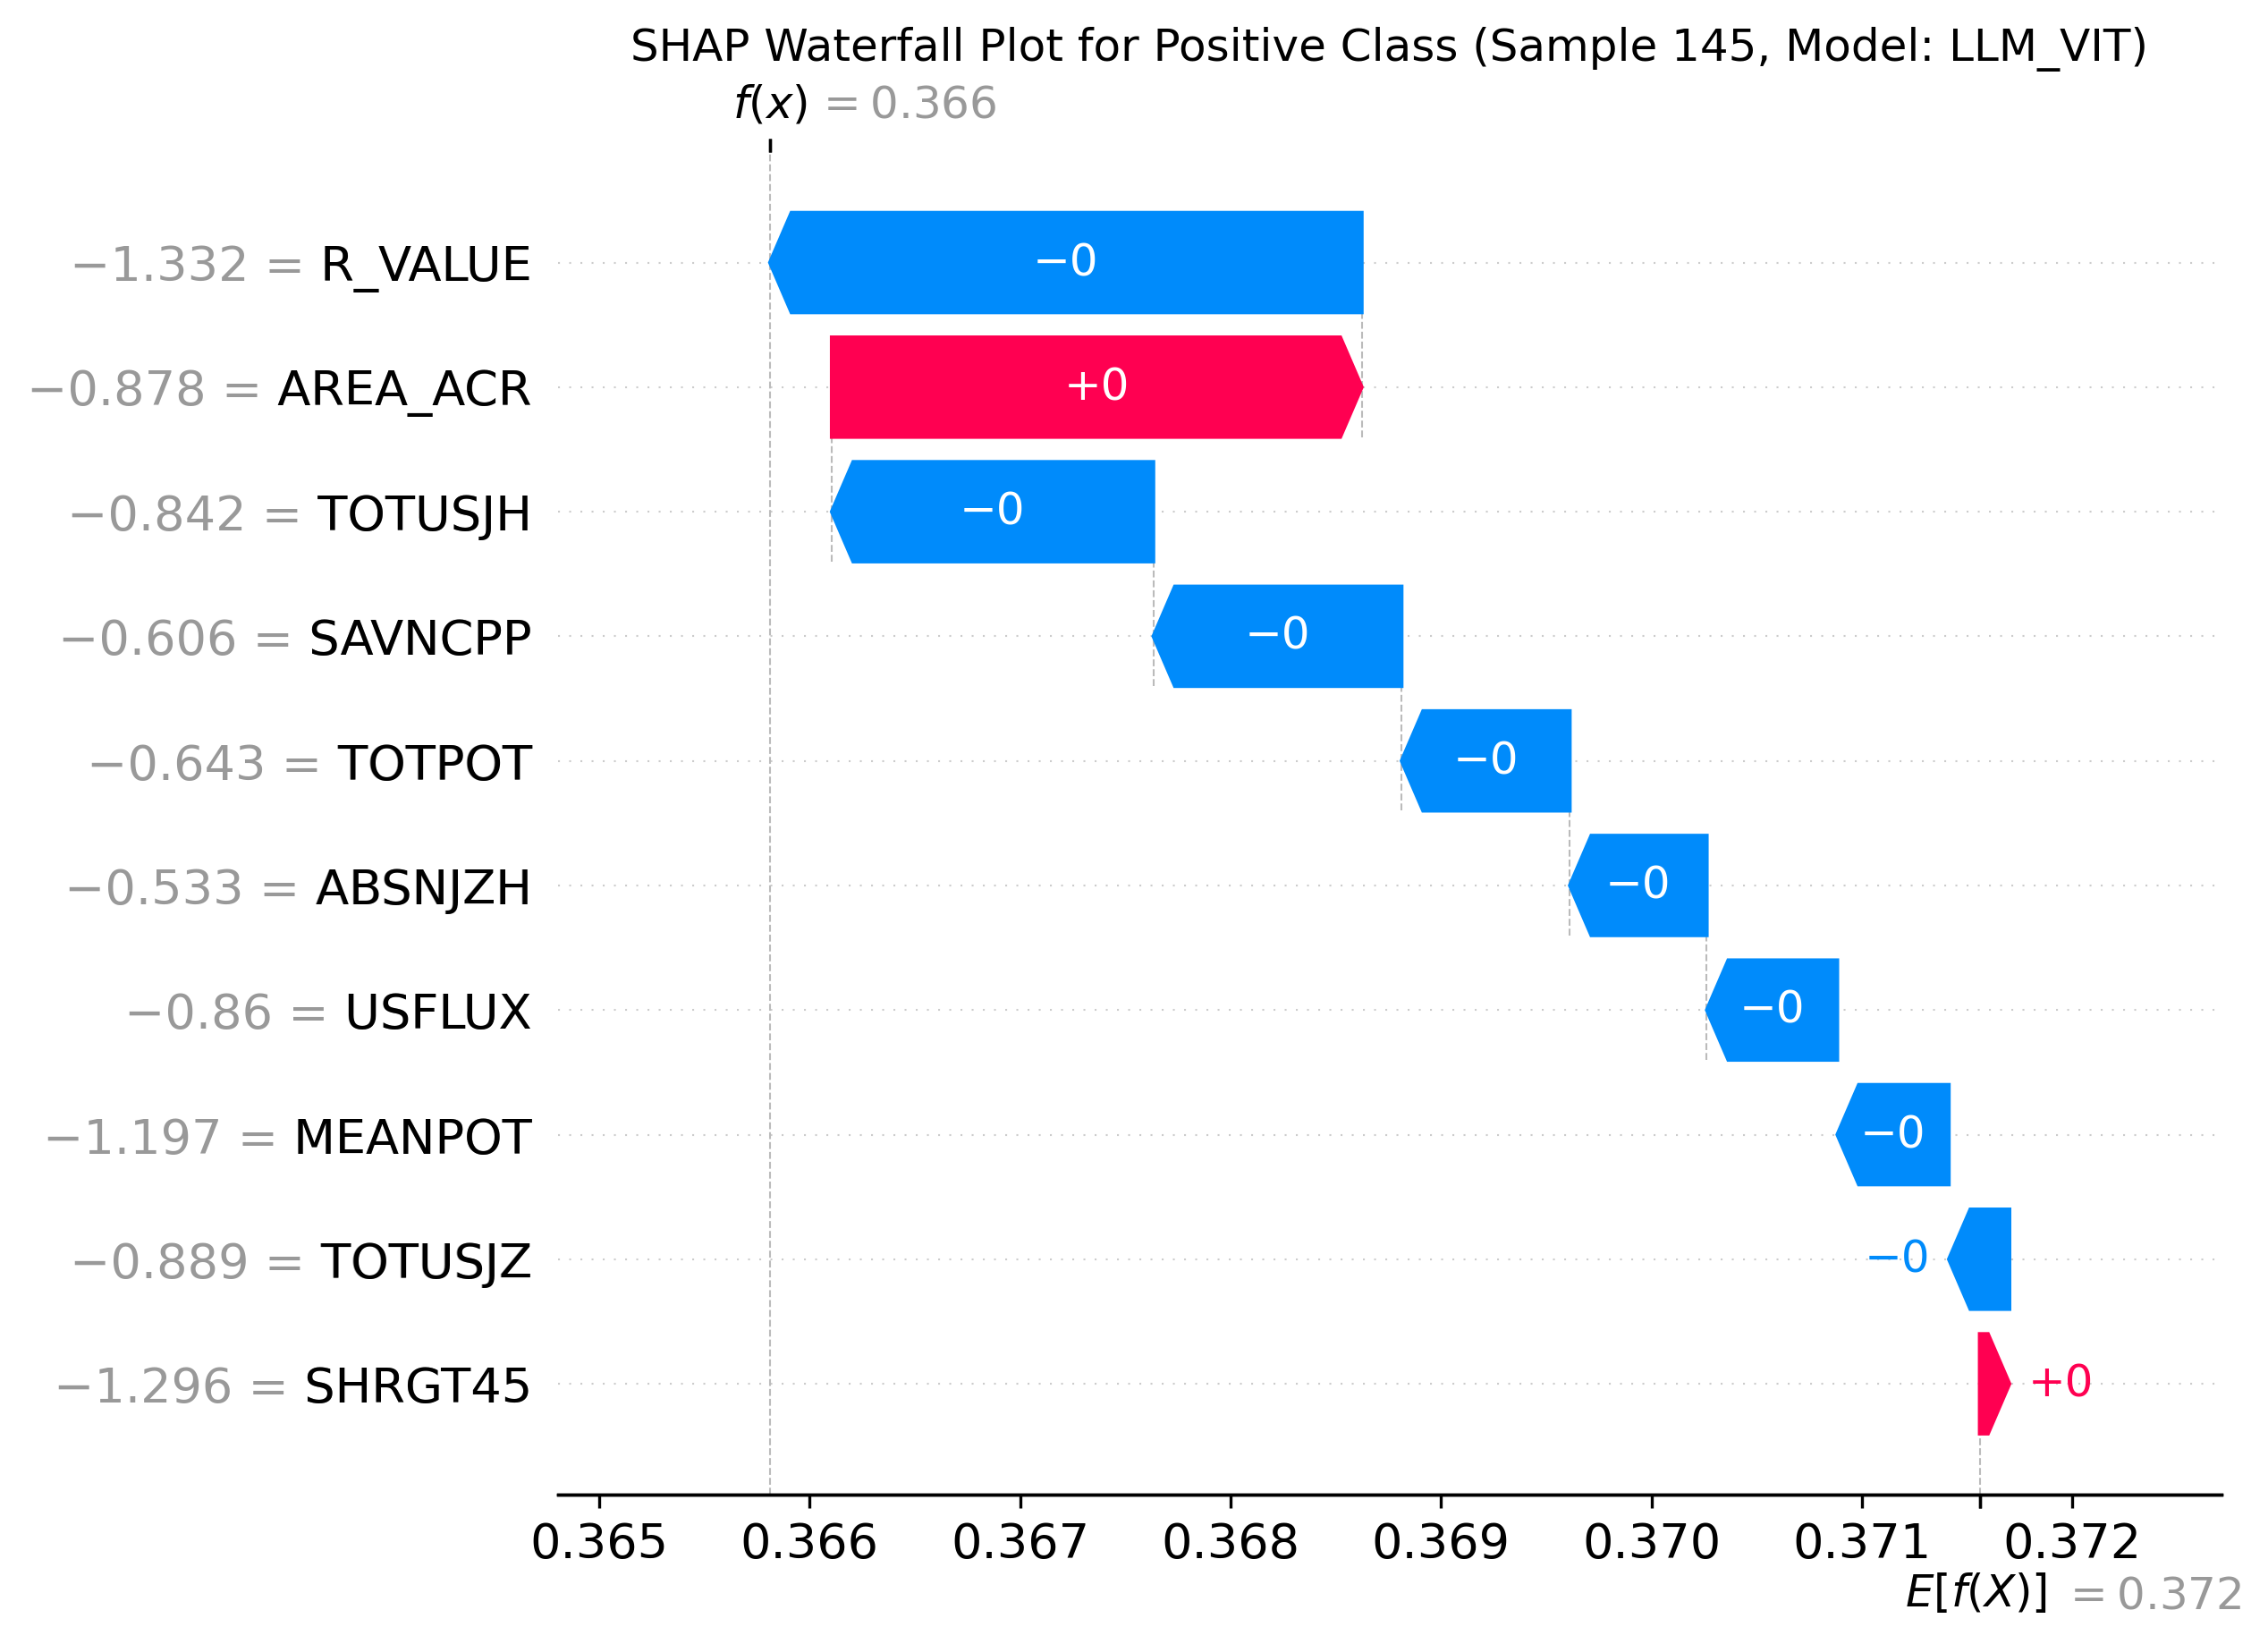 SHAP Waterfall Plot for Positive Class (Sample 145, Model: LLM_VIT)
f(x) = 0.366
−1.332 = R_VALUE −0
−0.878 = AREA_ACR +0
−0.842 = TOTUSJH −0
−0.606 = SAVNCPP −0
−0.643 = TOTPOT −0
−0.533 = ABSNJZH −0
−0.86 = USFLUX −0
−1.197 = MEANPOT −0
−0.889 = TOTUSJZ −0
−1.296 = SHRGT45 +0
0.365 0.366 0.367 0.368 0.369 0.370 0.371 0.372
E[f(X)] = 0.372